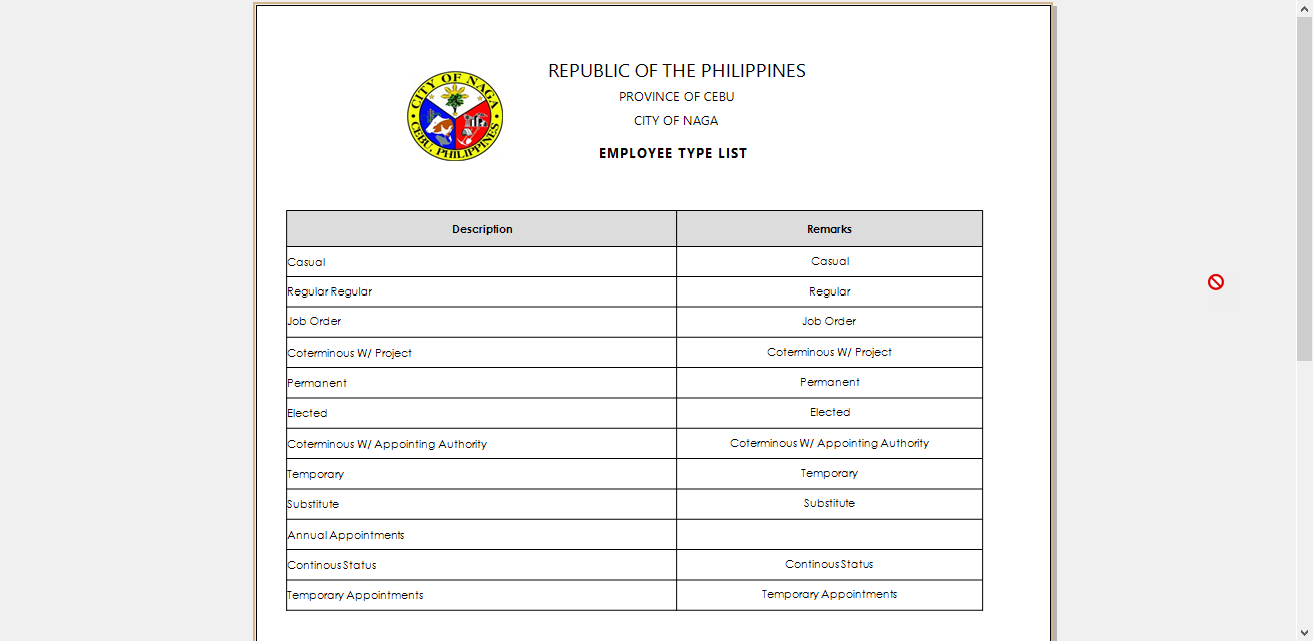 CITY OF NAGA
CEBU, PHILIPPINES
REPUBLIC OF THE PHILIPPINES
PROVINCE OF CEBU
CITY OF NAGA
EMPLOYEE TYPE LIST
Description Remarks
Casual Casual
Regular Regular Regular
Job Order Job Order
Coterminous W/ Project Coterminous W/ Project
Permanent Permanent
Elected Elected
Coterminous W/ Appointing Authority Coterminous W/ Appointing Authority
Temporary Temporary
Substitute Substitute
Annual Appointments
Continous Status Continous Status
Temporary Appointments Temporary Appointments